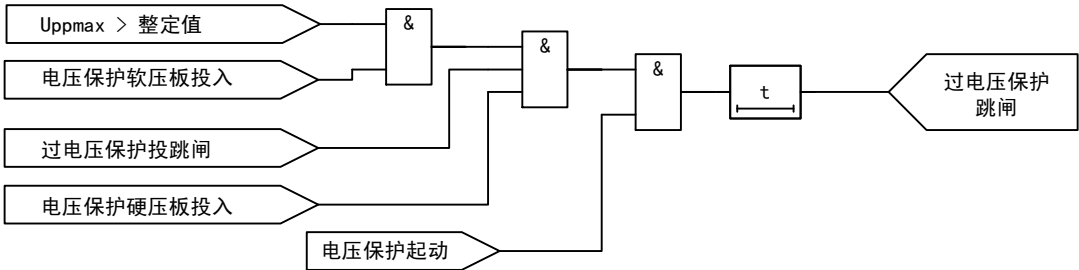 Uppmax > 整定值
&
电压保护软压板投入
&
&
t
过电压保护
跳闸
过电压保护投跳闸
电压保护硬压板投入
电压保护起动